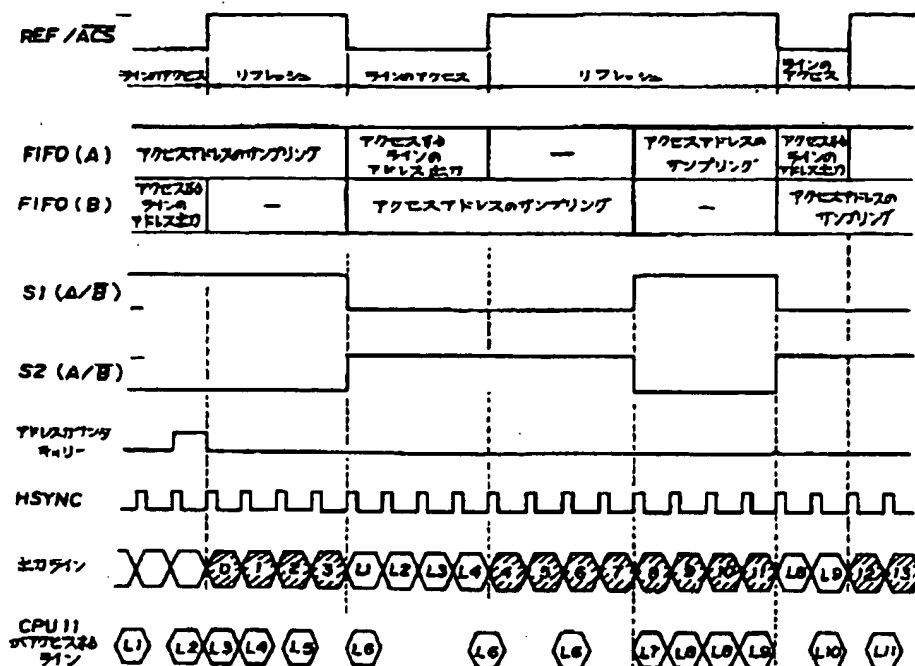 REF/ACS
ラインのアクセス
リフレッシュ
ラインのアクセス
リフレッシュ
ラインの
アクセス
FIFO(A)
アクセスアドレスのサンプリング
アクセスする
ラインの
アドレス出力
—
アクセスアドレスの
サンプリング
アクセスする
ラインの
アドレス出力
FIFO(B)
アクセスする
ラインの
アドレス出力
—
アクセスアドレスのサンプリング
—
アクセスアドレスの
サンプリング
S1(A/B)
S2(A/B)
アドレスカウンタ
キャリー
HSYNC
出力ライン
0 1 2 3 L1 L2 L3 L4 4 5 6 7 8 9 10 11 L8 L9 12 13
CPU11
がアクセスする
ライン
L1 L2 L3 L4 L5 L6 L6 L6 L7 L8 L8 L9 L10 L11